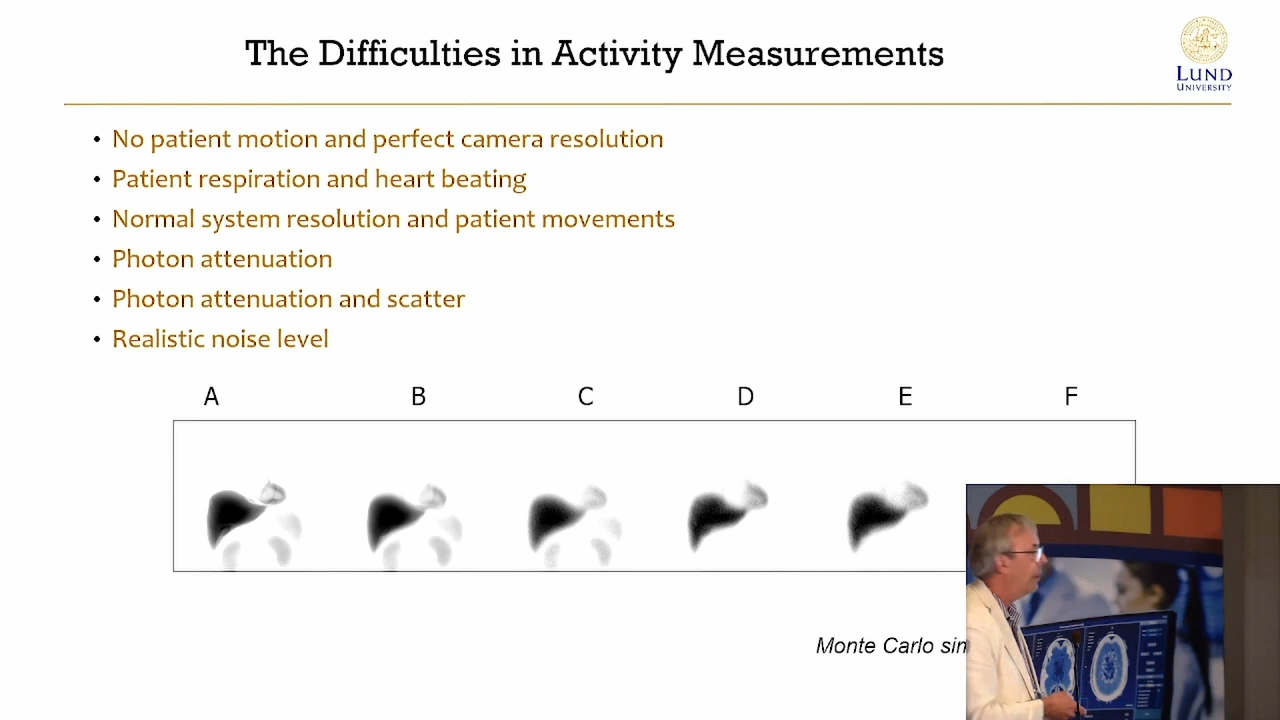 The Difficulties in Activity Measurements
LUND
UNIVERSITY
• No patient motion and perfect camera resolution
• Patient respiration and heart beating
• Normal system resolution and patient movements
• Photon attenuation
• Photon attenuation and scatter
• Realistic noise level
A B C D E F
Monte Carlo sim